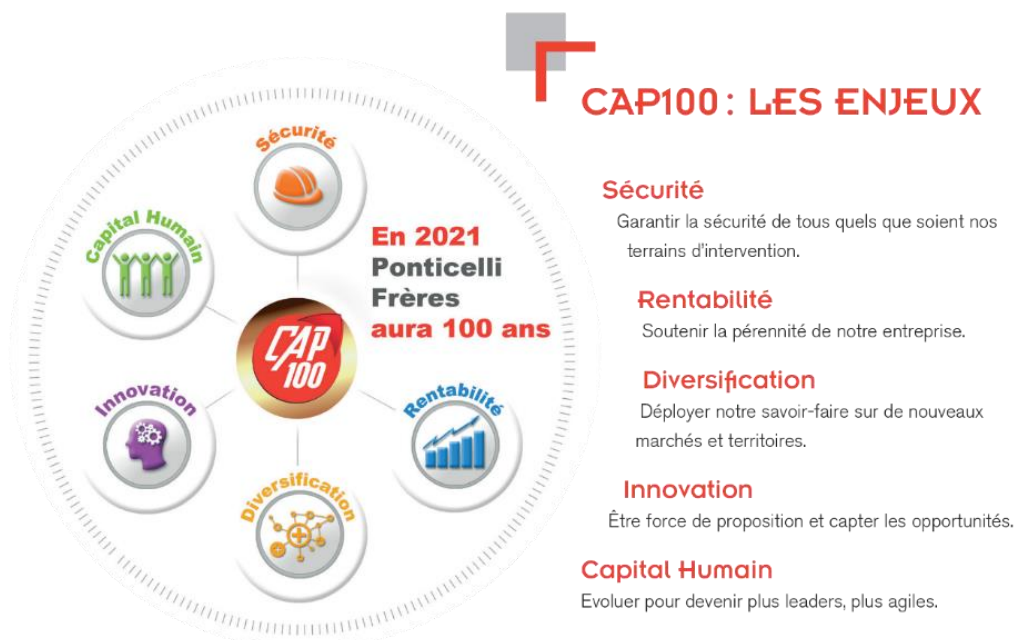 Sécurité
Capital Humain
En 2021
Ponticelli
Frères
aura 100 ans
CAP
100
Innovation
Rentabilité
Diversification
CAP100 : LES ENJEUX
Sécurité
Garantir la sécurité de tous quels que soient nos
terrains d'intervention.
Rentabilité
Soutenir la pérennité de notre entreprise.
Diversification
Déployer notre savoir-faire sur de nouveaux
marchés et territoires.
Innovation
Être force de proposition et capter les opportunités.
Capital Humain
Evoluer pour devenir plus leaders, plus agiles.